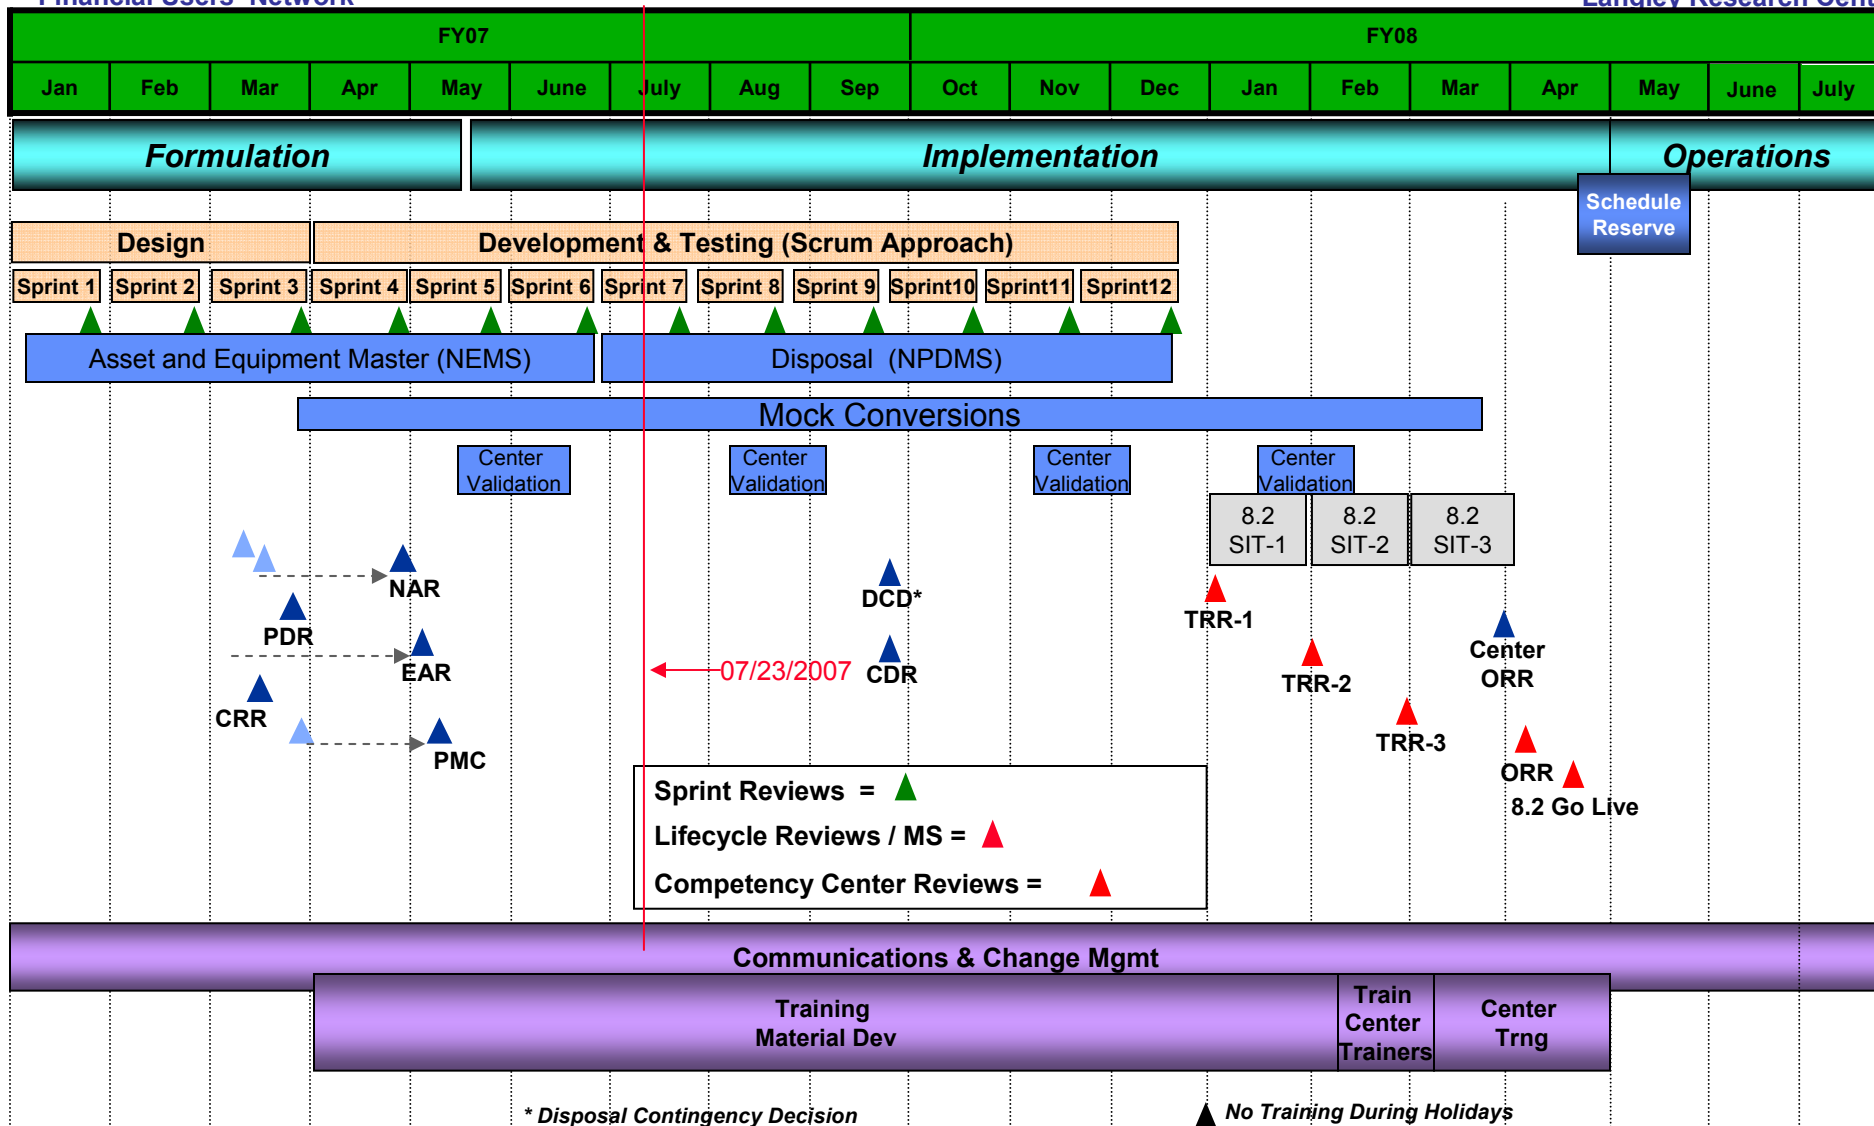 Financial Users' Network
Langley Research Cent
FY07
FY08
Jan
Feb
Mar
Apr
May
June
July
Aug
Sep
Oct
Nov
Dec
Jan
Feb
Mar
Apr
May
June
July
Formulation
Implementation
Operations
Schedule
Reserve
Design
Development & Testing (Scrum Approach)
Sprint 1
Sprint 2
Sprint 3
Sprint 4
Sprint 5
Sprint 6
Sprint 7
Sprint 8
Sprint 9
Sprint10
Sprint11
Sprint12
Asset and Equipment Master (NEMS)
Disposal (NPDMS)
Mock Conversions
Center
Validation
Center
Validation
Center
Validation
Center
Validation
8.2
SIT-1
8.2
SIT-2
8.2
SIT-3
NAR
DCD*
TRR-1
PDR
Center
ORR
EAR
07/23/2007
CDR
TRR-2
CRR
TRR-3
PMC
ORR
8.2 Go Live
Sprint Reviews =
Lifecycle Reviews / MS =
Competency Center Reviews =
Communications & Change Mgmt
Training
Material Dev
Train
Center
Trainers
Center
Trng
* Disposal Contingency Decision
No Training During Holidays